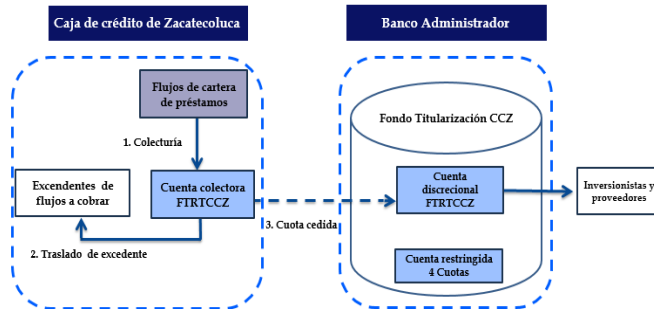 Caja de crédito de Zacatecoluca
Banco Administrador
Flujos de cartera
de préstamos
Fondo Titularización CCZ
1. Colecturía
Excendentes de
flujos a cobrar
Cuenta colectora
FTRTCCZ
Cuenta
discrecional
FTRTCCZ
Inversionistas y
proveedores
3. Cuota cedida
2. Traslado de excedente
Cuenta restringida
4 Cuotas